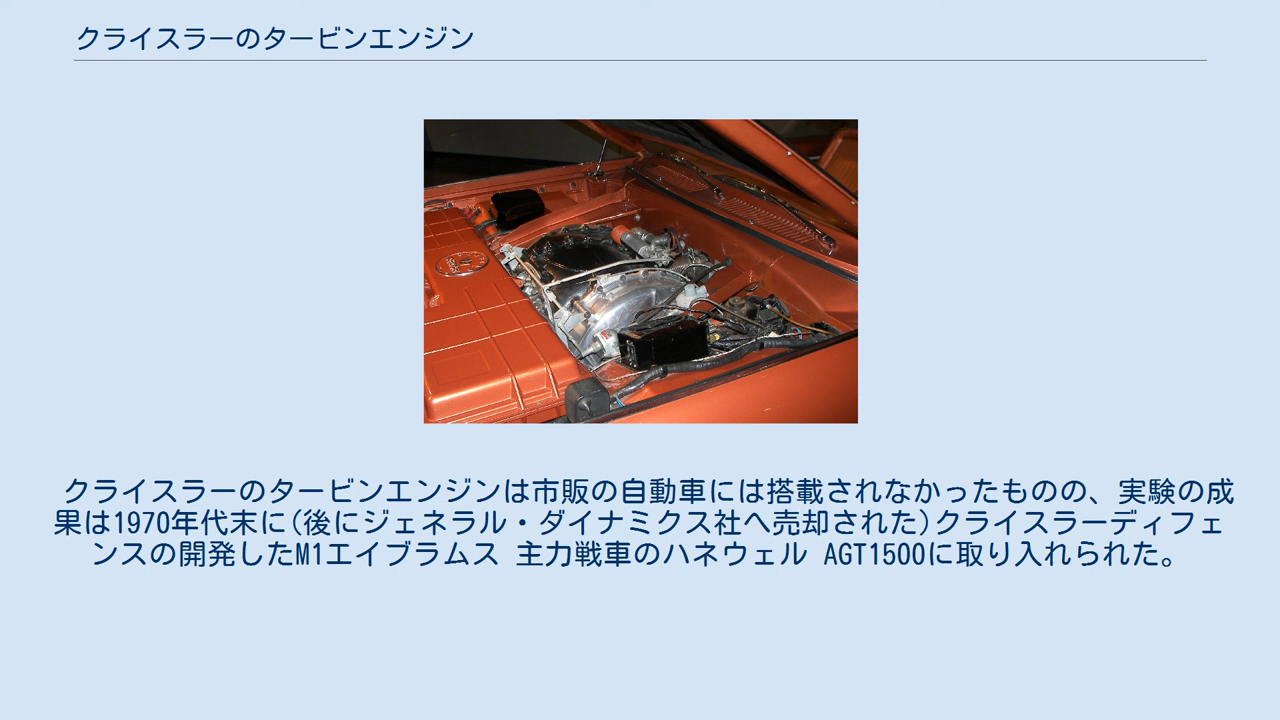 クライスラーのタービンエンジン
クライスラーのタービンエンジンは市販の自動車には搭載されなかったものの、実験の成
果は1970年代末に(後にジェネラル・ダイナミクス社へ売却された)クライスラーディフェ
ンスの開発したM1エイブラムス 主力戦車のハネウェル AGT1500に取り入れられた。